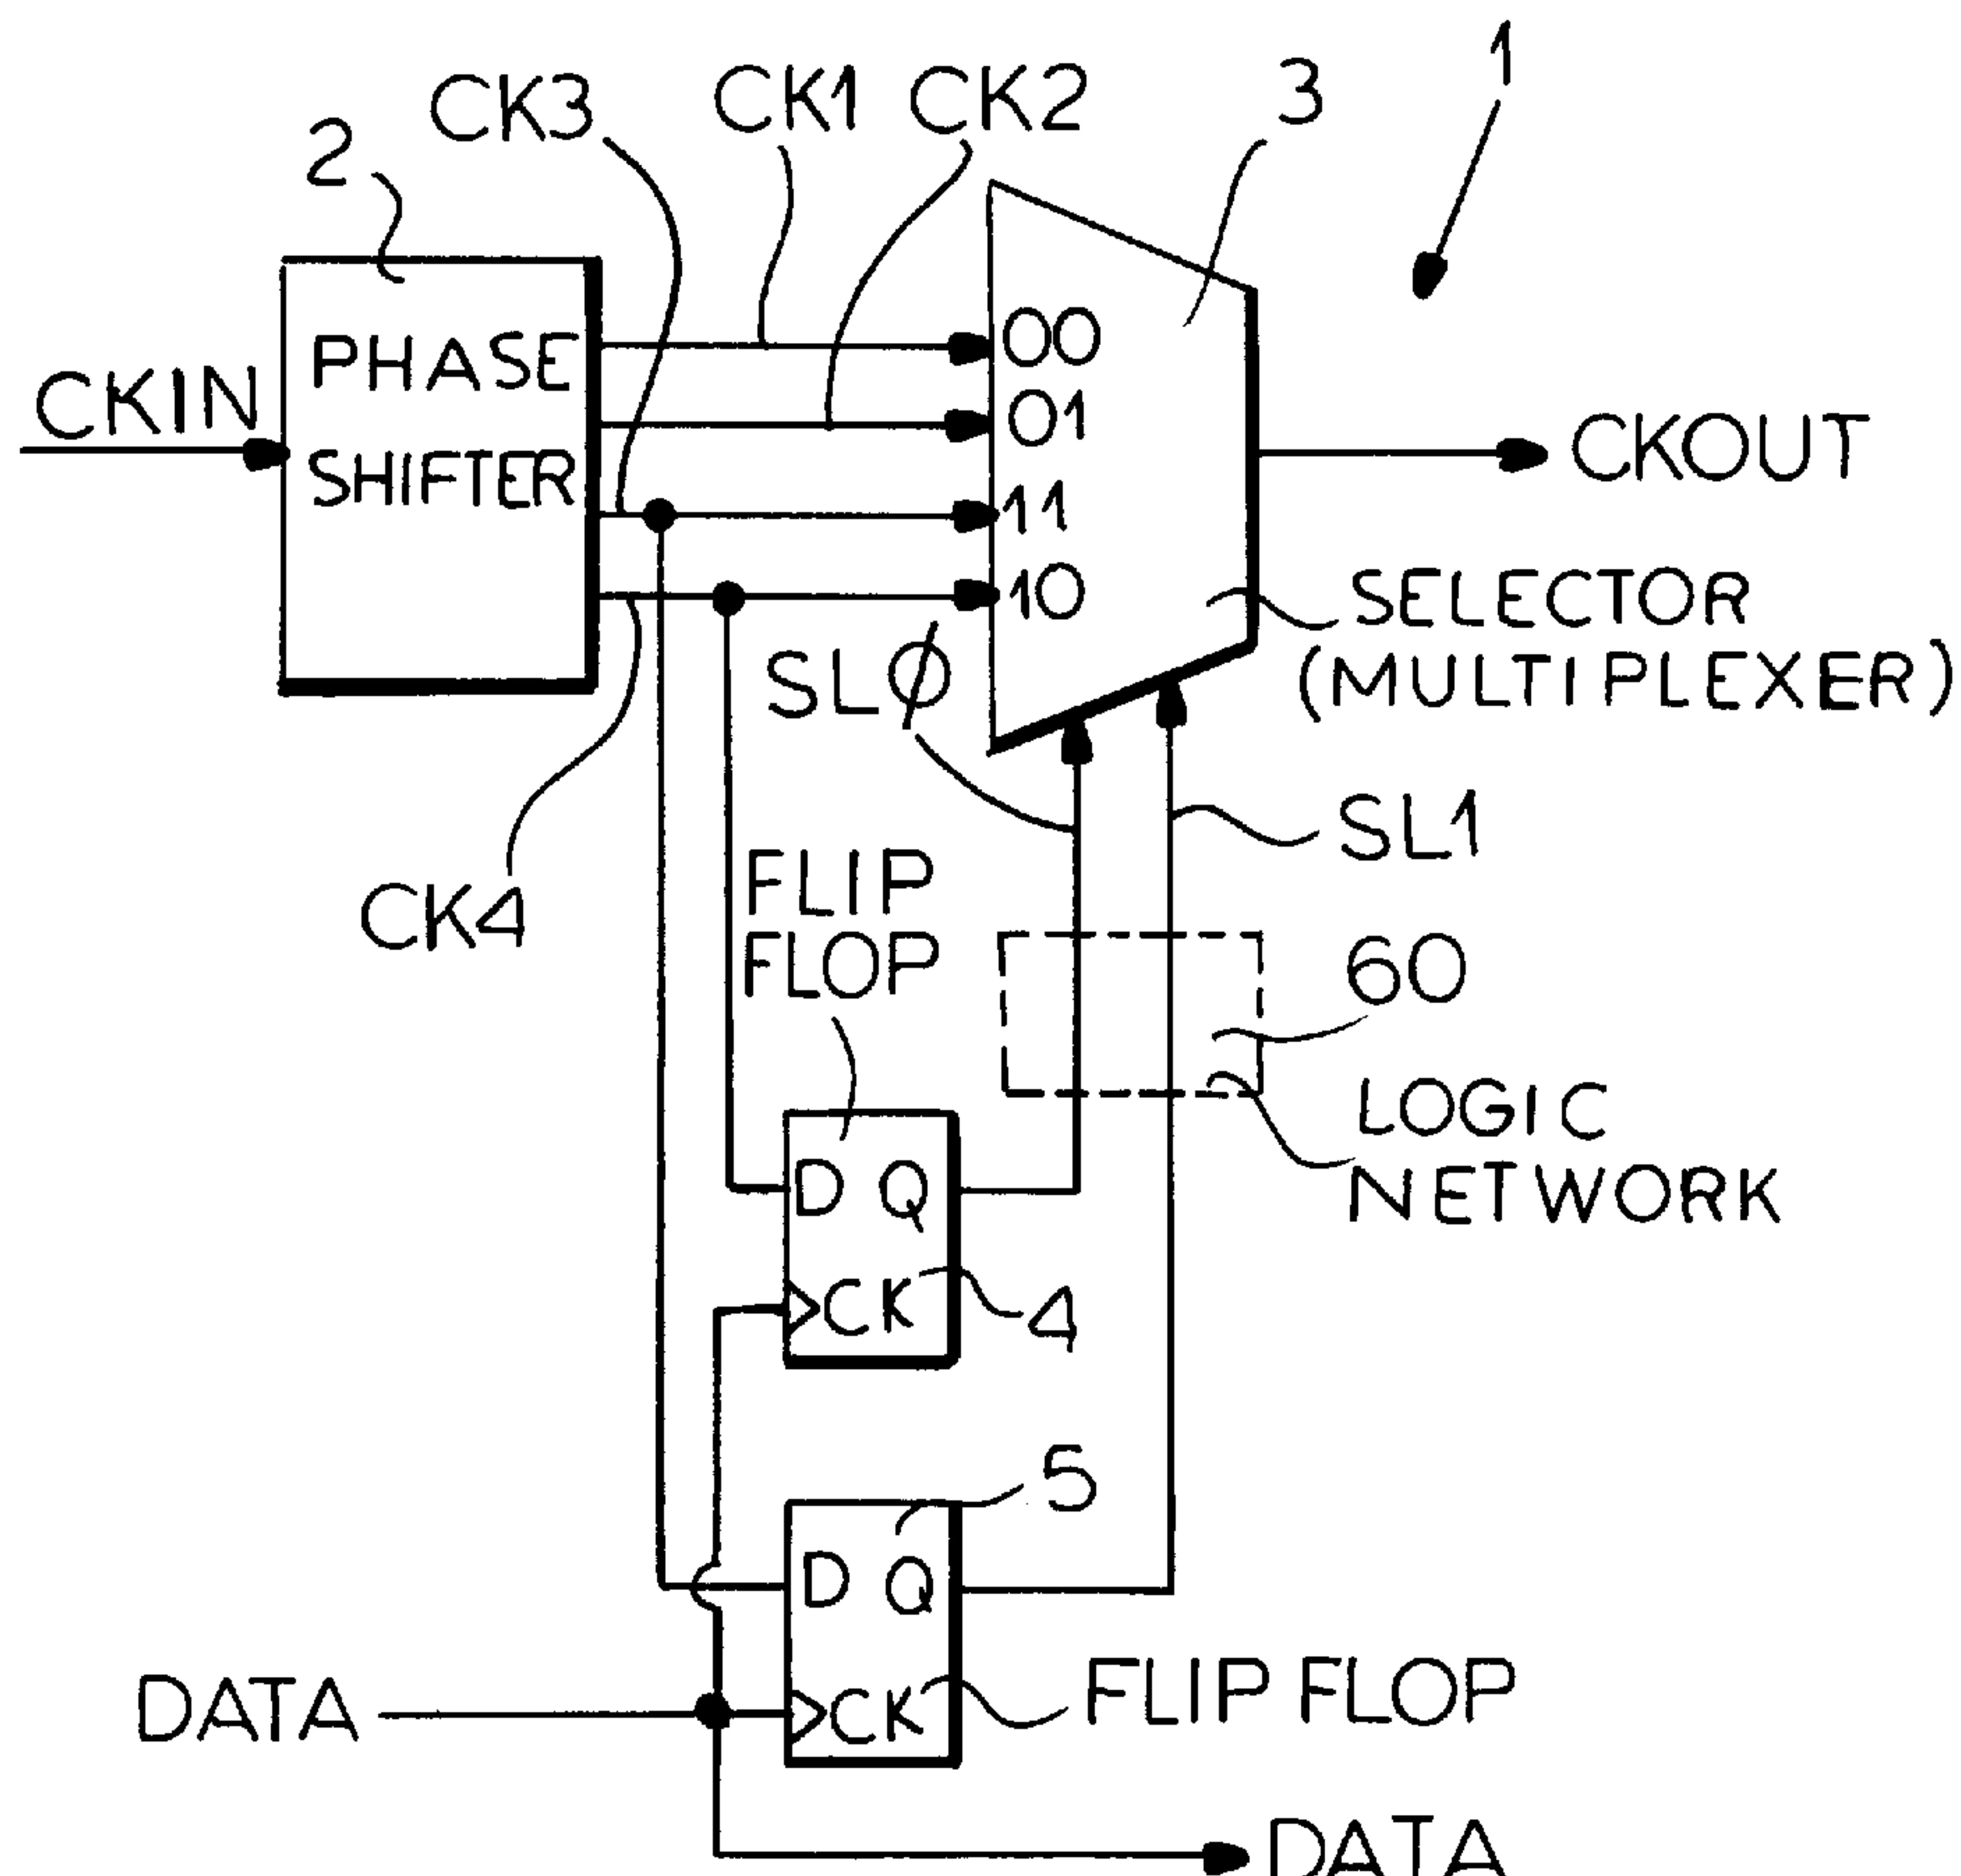 1
CK3
CK1
CK2
3
2
CKIN
PHASE
SHIFTER
00
01
11
10
CKOUT
SELECTOR
(MULTIPLEXER)
SLØ
SL1
CK4
FLIP
FLOP
60
LOGIC
NETWORK
D Q
CK
4
5
D Q
CK
FLIP FLOP
DATA
DATA